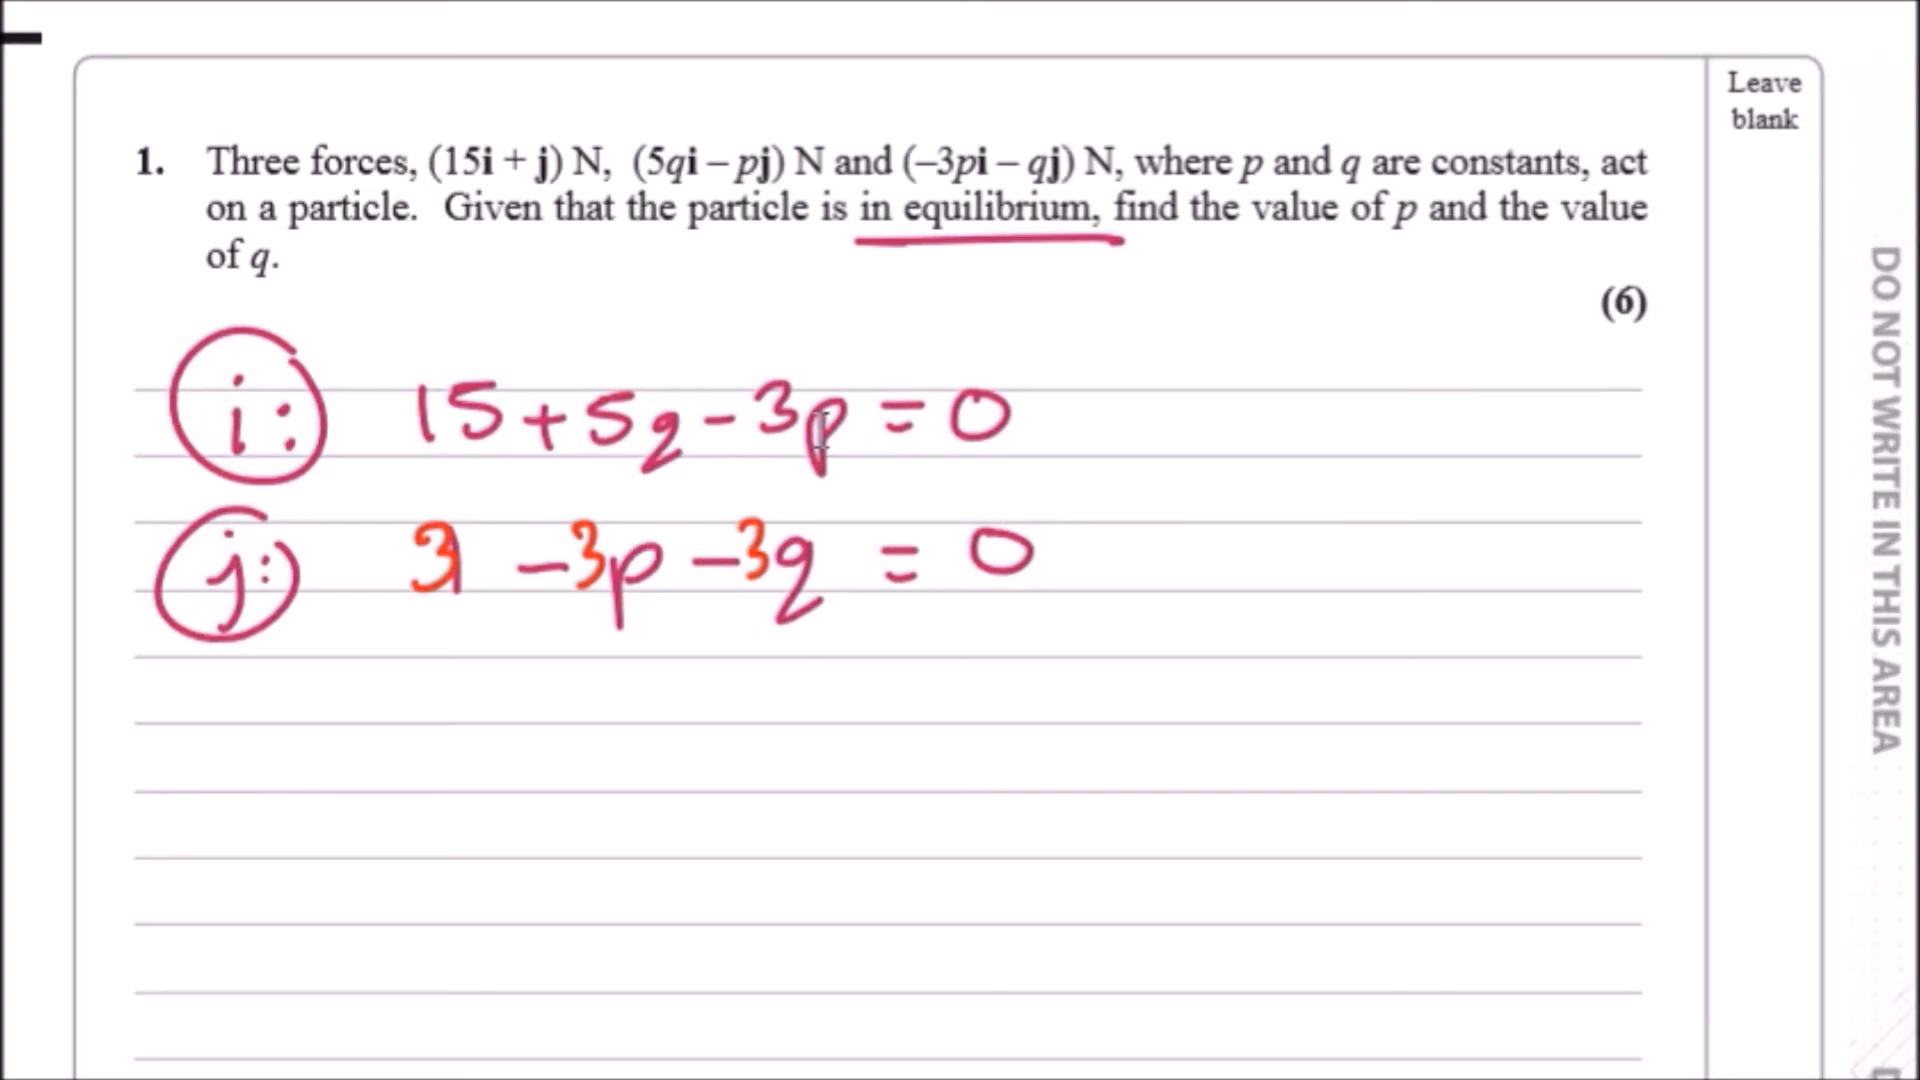 Leave
blank
1. Three forces, (15i + j) N, (5qi – pj) N and (–3pi – qj) N, where p and q are constants, act
on a particle. Given that the particle is in equilibrium, find the value of p and the value
of q.
(6)
i: 15 + 5q - 3p = 0
j: 3 - 3p - 3q = 0
DO NOT WRITE IN THIS AREA